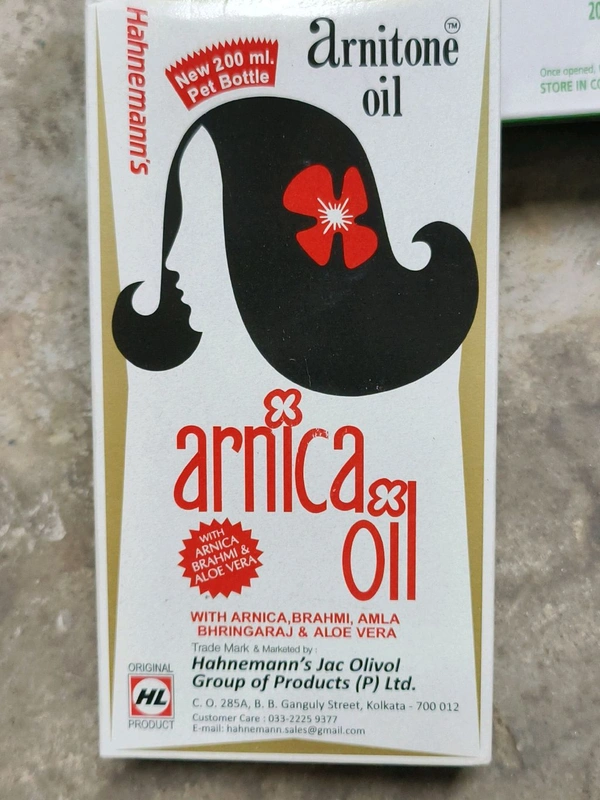 Hahnemann's
New 200 ml.
Pet Bottle
Arnitone™
oil
arnica
oil
WITH
ARNICA
BRAHMI &
ALOE VERA
WITH ARNICA,BRAHMI, AMLA
BHRINGARAJ & ALOE VERA
Trade Mark & Marketed by :
Hahnemann's Jac Olivol
Group of Products (P) Ltd.
C. O. 285A, B. B. Ganguly Street, Kolkata - 700 012
Customer Care : 033-2225 9377
E-mail: hahnemann.sales@gmail.com
ORIGINAL
HL
PRODUCT
20
Once opened,
STORE IN